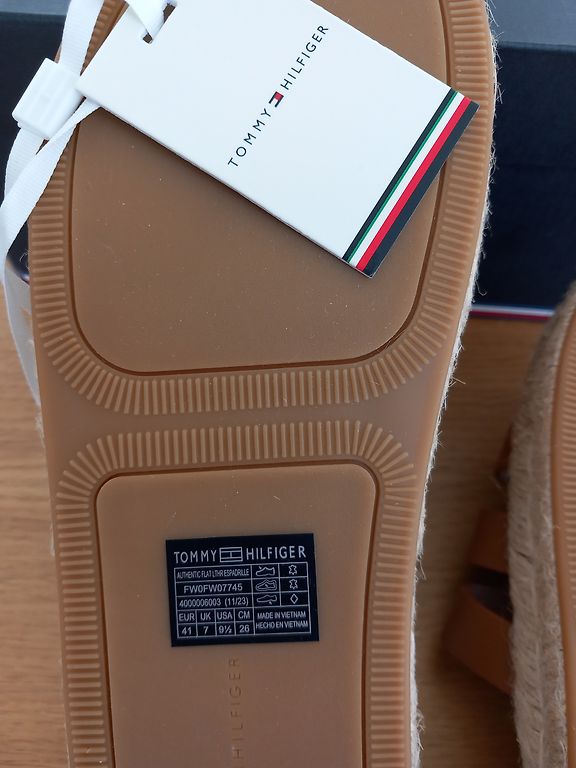 TOMMY HILFIGER
TOMMY HILFIGER
AUTHENTIC FLAT LTHR ESPADRILLE
FW0FW07745
4000006003 (11/23)
EUR UK USA CM
41 7 9½ 26
MADE IN VIETNAM
HECHO EN VIETNAM
HILFIGER